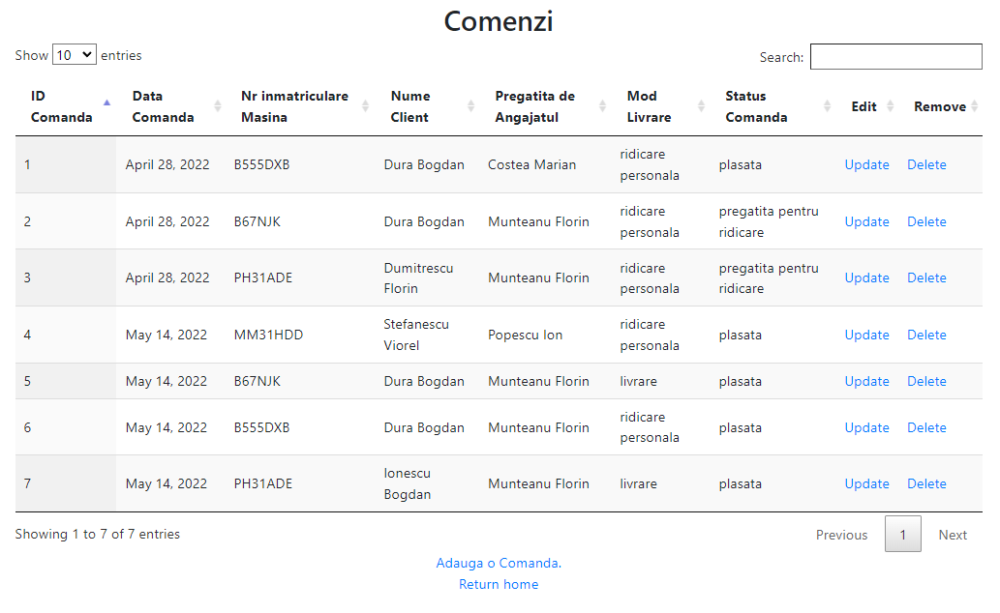 Comenzi
Show 10 entries Search:
ID Comanda Data Comanda Nr inmatriculare Masina Nume Client Pregatita de Angajatul Mod Livrare Status Comanda Edit Remove
1 April 28, 2022 B555DXB Dura Bogdan Costea Marian ridicare personala plasata Update Delete
2 April 28, 2022 B67NJK Dura Bogdan Munteanu Florin ridicare personala pregatita pentru ridicare Update Delete
3 April 28, 2022 PH31ADE Dumitrescu Florin Munteanu Florin ridicare personala pregatita pentru ridicare Update Delete
4 May 14, 2022 MM31HDD Stefanescu Viorel Popescu Ion ridicare personala plasata Update Delete
5 May 14, 2022 B67NJK Dura Bogdan Munteanu Florin livrare plasata Update Delete
6 May 14, 2022 B555DXB Dura Bogdan Munteanu Florin ridicare personala plasata Update Delete
7 May 14, 2022 PH31ADE Ionescu Bogdan Munteanu Florin livrare plasata Update Delete
Showing 1 to 7 of 7 entries Previous 1 Next
Adauga o Comanda.
Return home